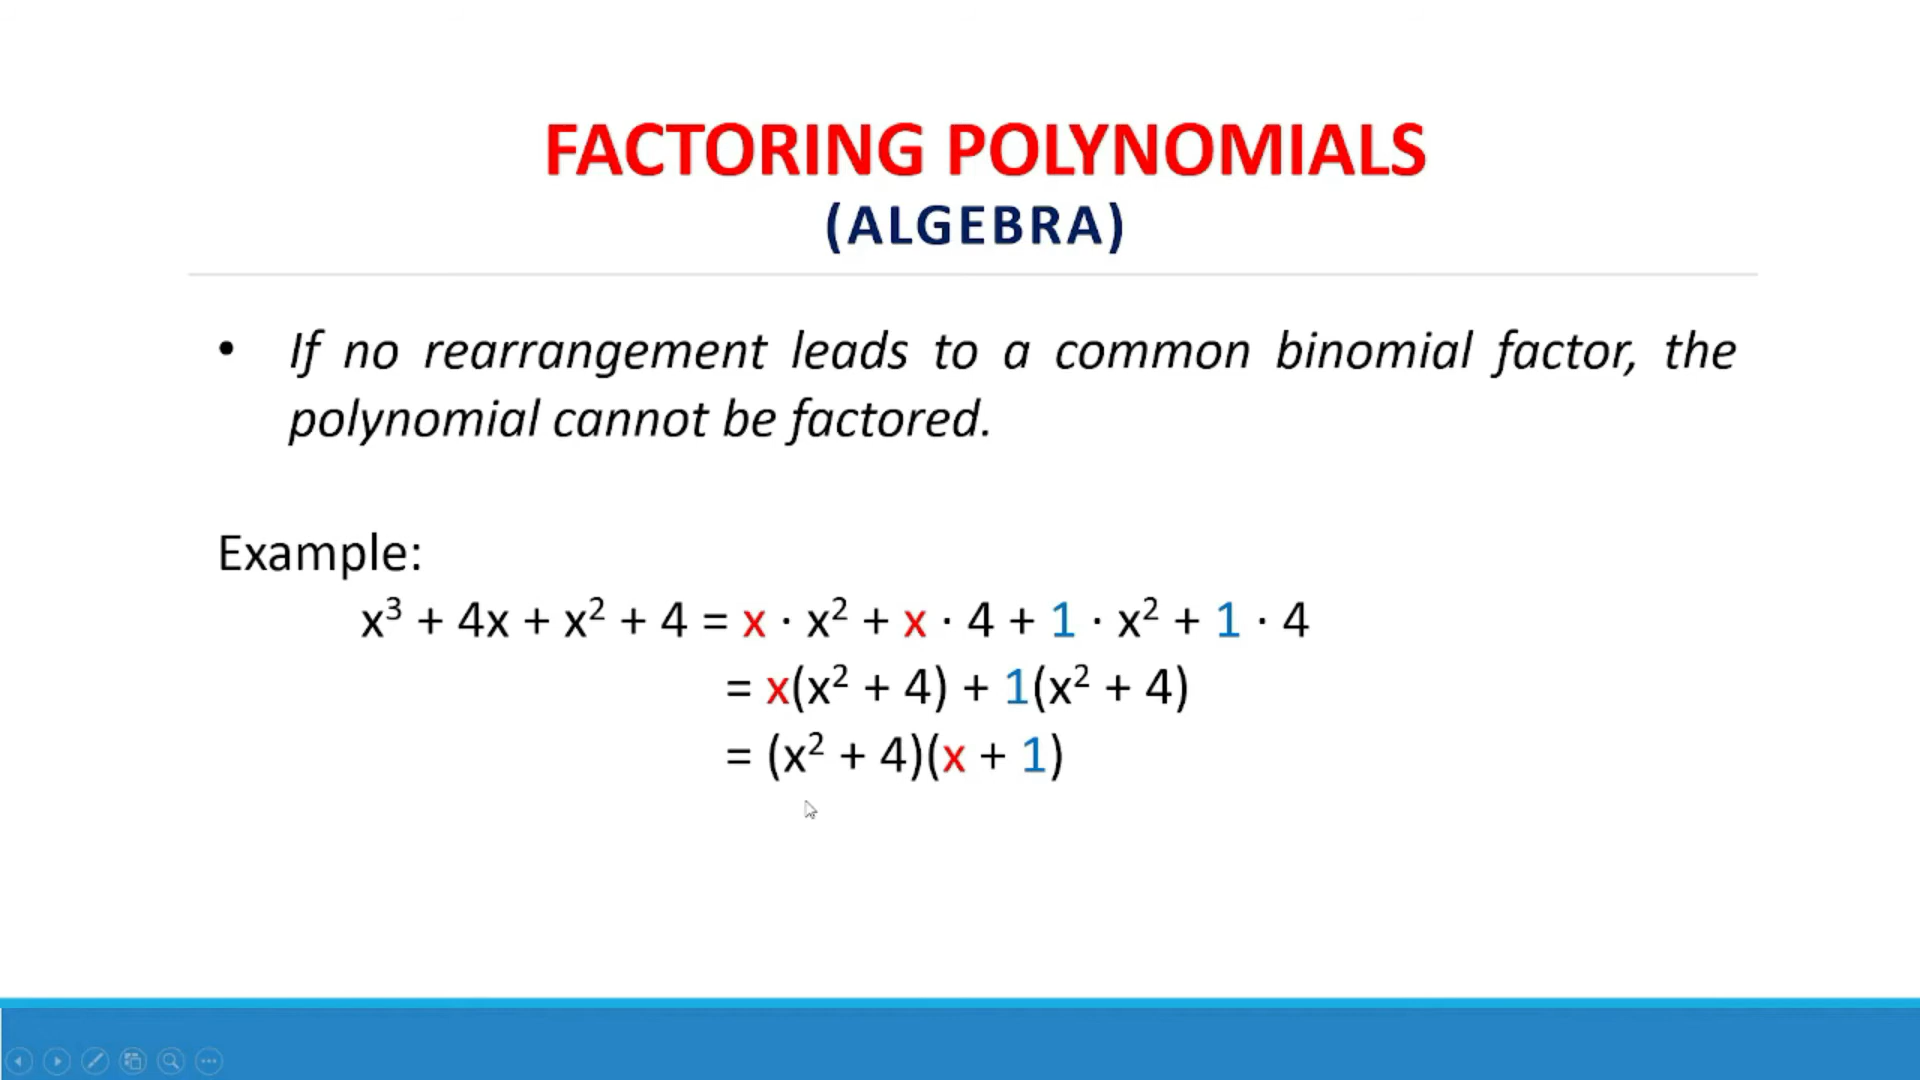 FACTORING POLYNOMIALS
(ALGEBRA)
• If no rearrangement leads to a common binomial factor, the
polynomial cannot be factored.
Example:
x³ + 4x + x² + 4 = x · x² + x · 4 + 1 · x² + 1 · 4
= x(x² + 4) + 1(x² + 4)
= (x² + 4)(x + 1)